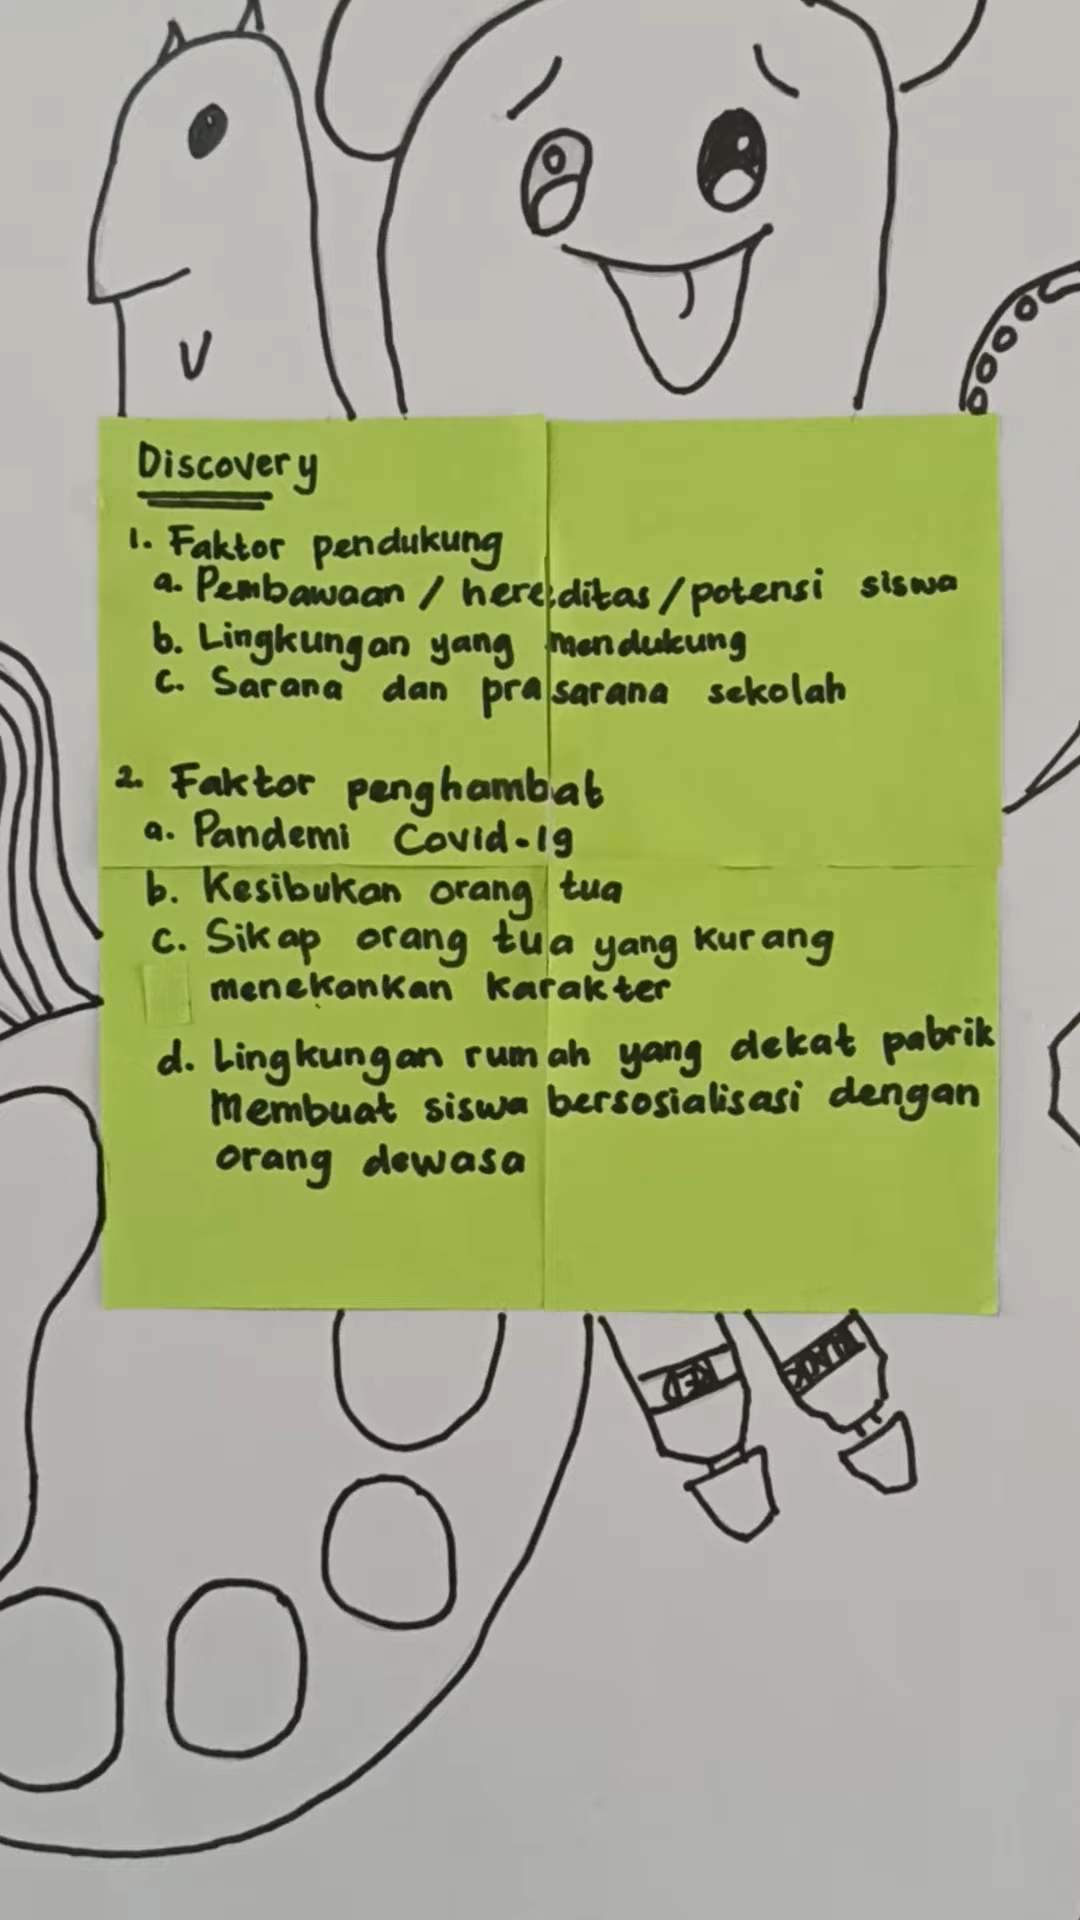 Discovery
1. Faktor pendukung
a. Pembawaan / hereditas / potensi siswa
b. Lingkungan yang mendukung
c. Sarana dan prasarana sekolah
2. Faktor penghambat
a. Pandemi Covid-19
b. Kesibukan orang tua
c. Sikap orang tua yang kurang
menekankan karakter
d. Lingkungan rumah yang dekat pabrik
Membuat siswa bersosialisasi dengan
orang dewasa
RED